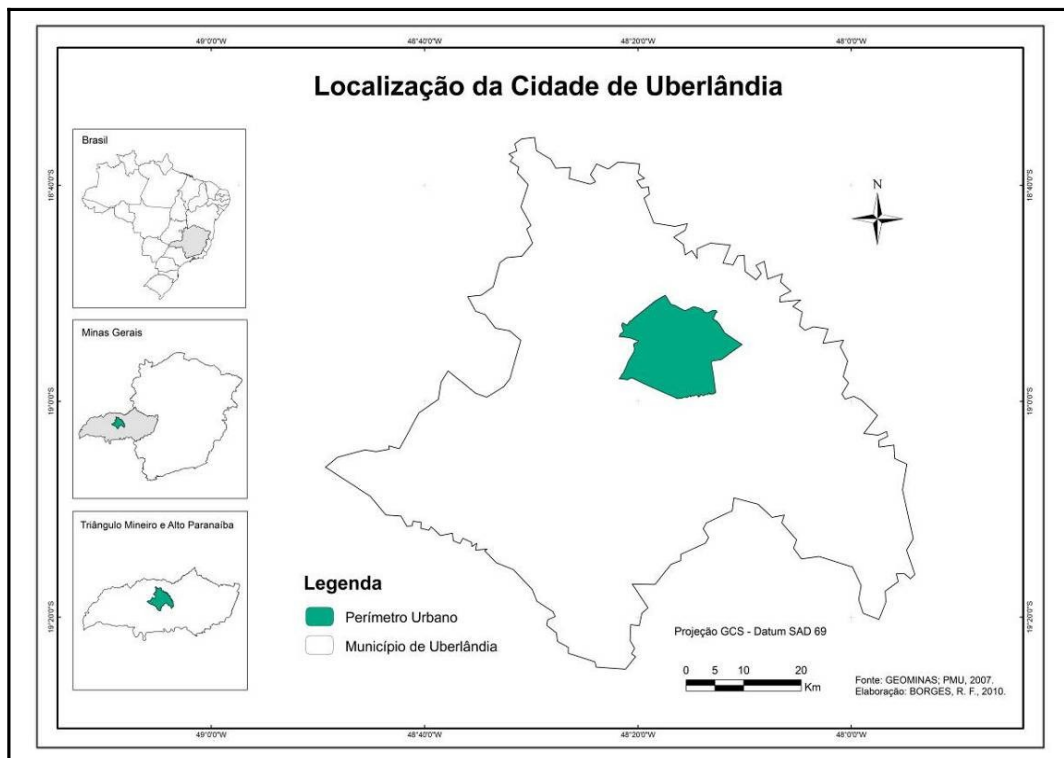 49°0'0"W 48°40'0"W 48°20'0"W 48°0'0"W
Localização da Cidade de Uberlândia
Brasil
Minas Gerais
Triângulo Mineiro e Alto Paranaíba
18°40'0"S
19°0'0"S
19°20'0"S
N
18°40'0"S
19°0'0"S
19°20'0"S
Legenda
Perímetro Urbano
Município de Uberlândia
Projeção GCS - Datum SAD 69
0 5 10 20
Km
Fonte: GEOMINAS; PMU, 2007.
Elaboração: BORGES, R. F., 2010.
49°0'0"W 48°40'0"W 48°20'0"W 48°0'0"W